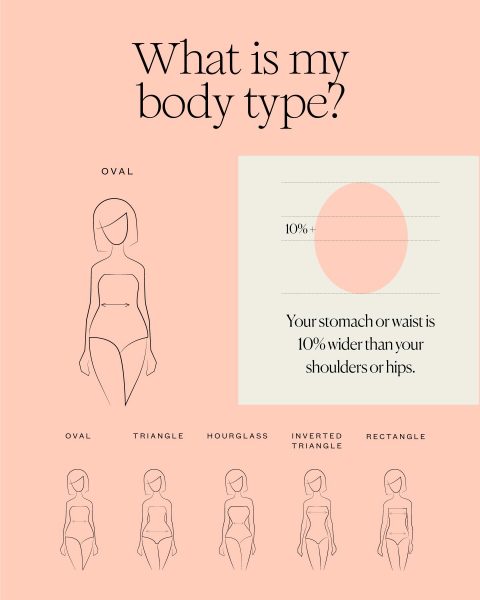 What is my
body type?
OVAL
10%+
Your stomach or waist is
10% wider than your
shoulders or hips.
OVAL
TRIANGLE
HOURGLASS
INVERTED
TRIANGLE
RECTANGLE